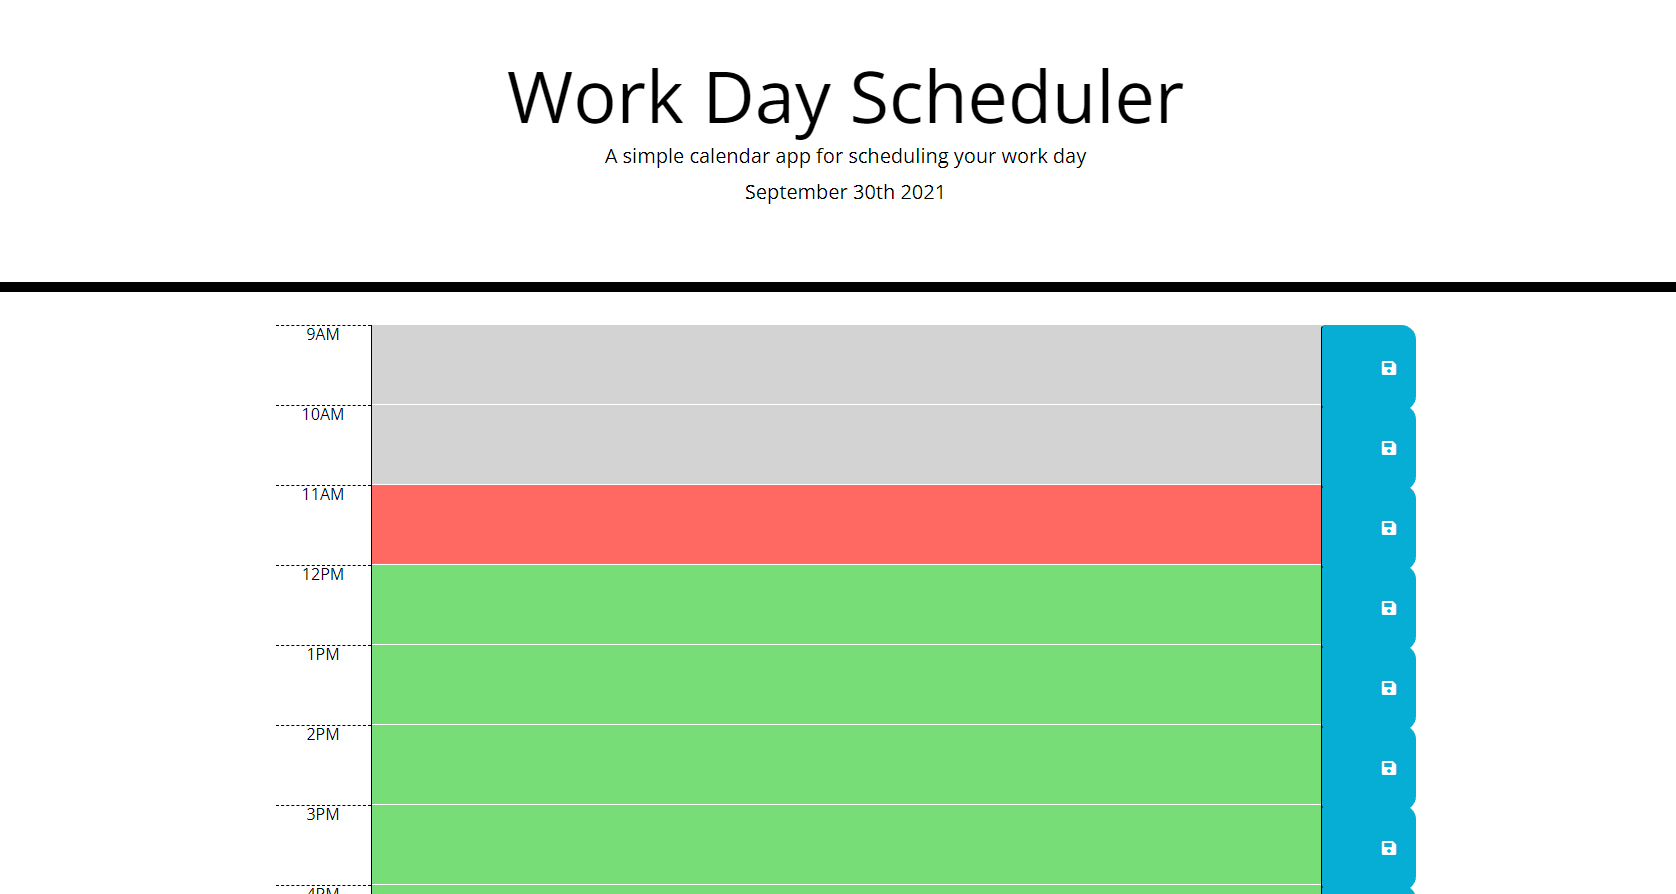 Work Day Scheduler
A simple calendar app for scheduling your work day
September 30th 2021
9AM
10AM
11AM
12PM
1PM
2PM
3PM
4PM